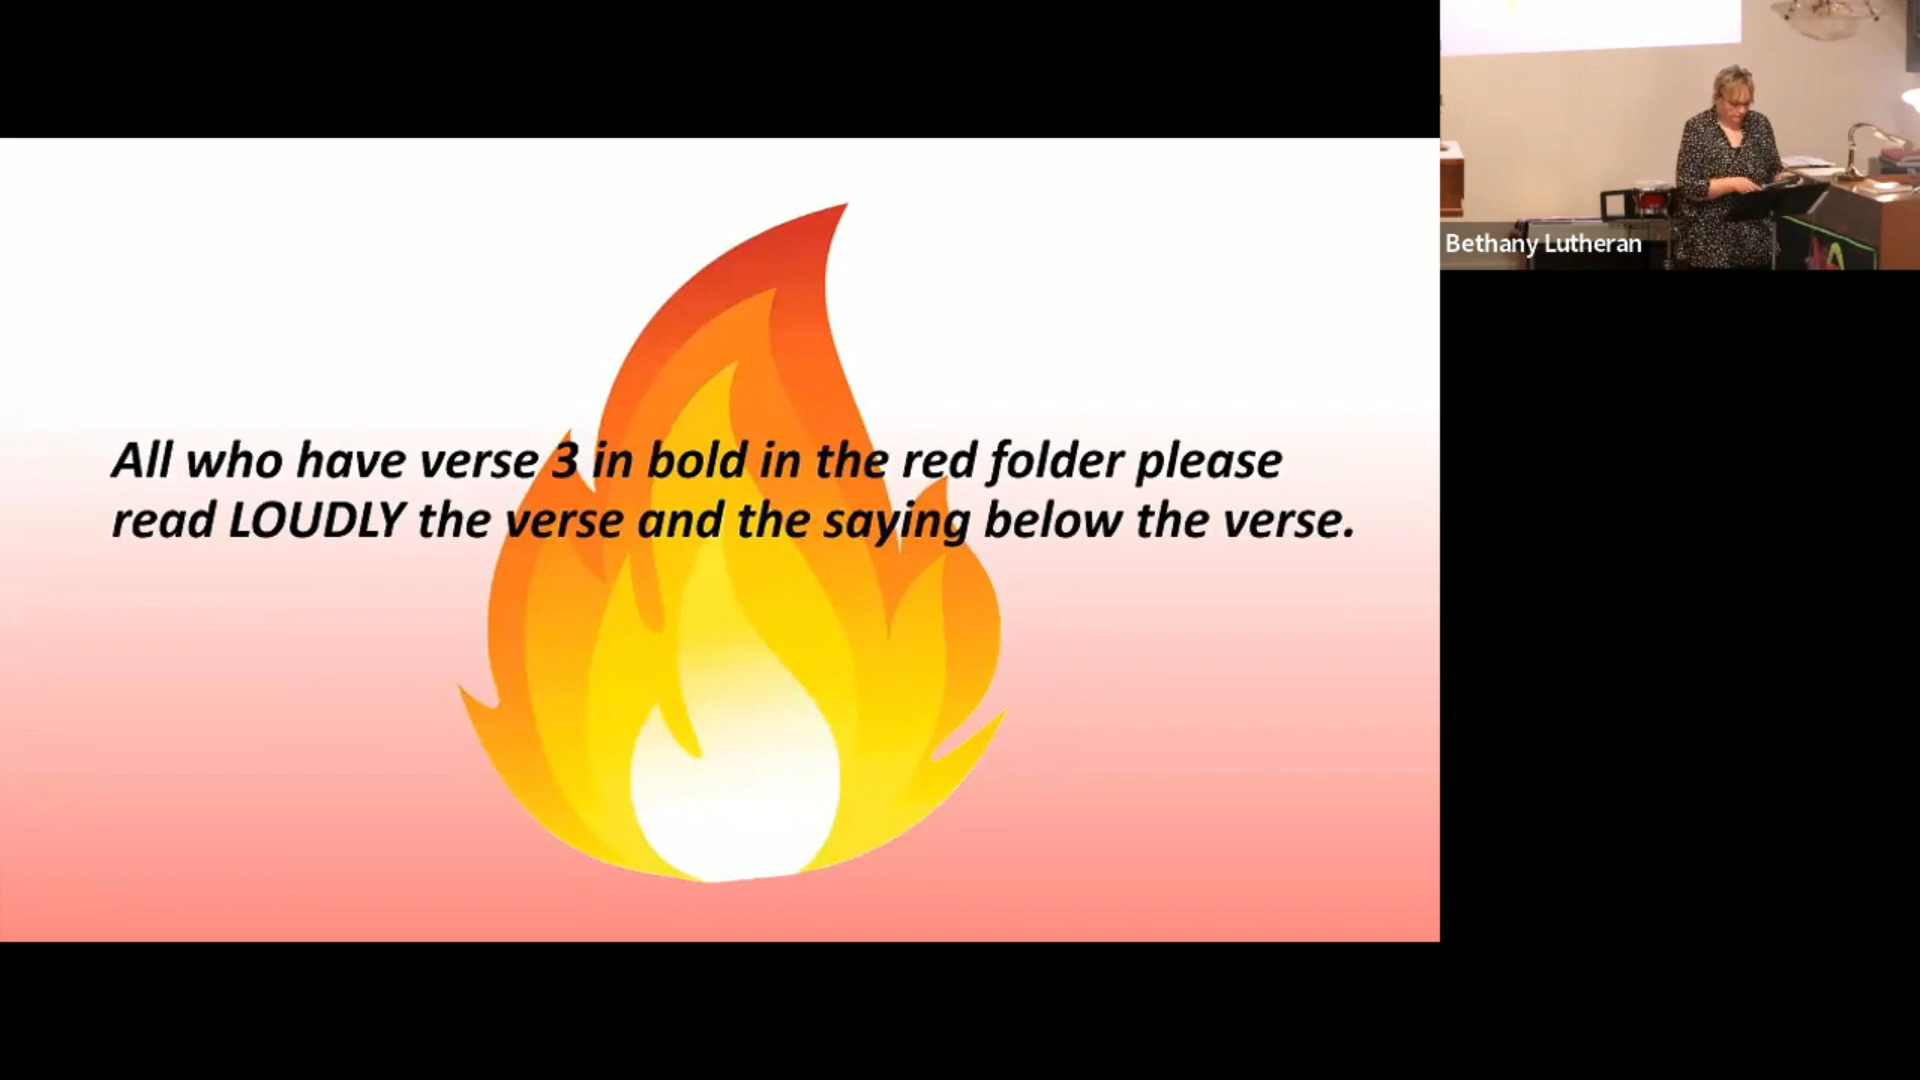 All who have verse 3 in bold in the red folder please
read LOUDLY the verse and the saying below the verse.
Bethany Lutheran